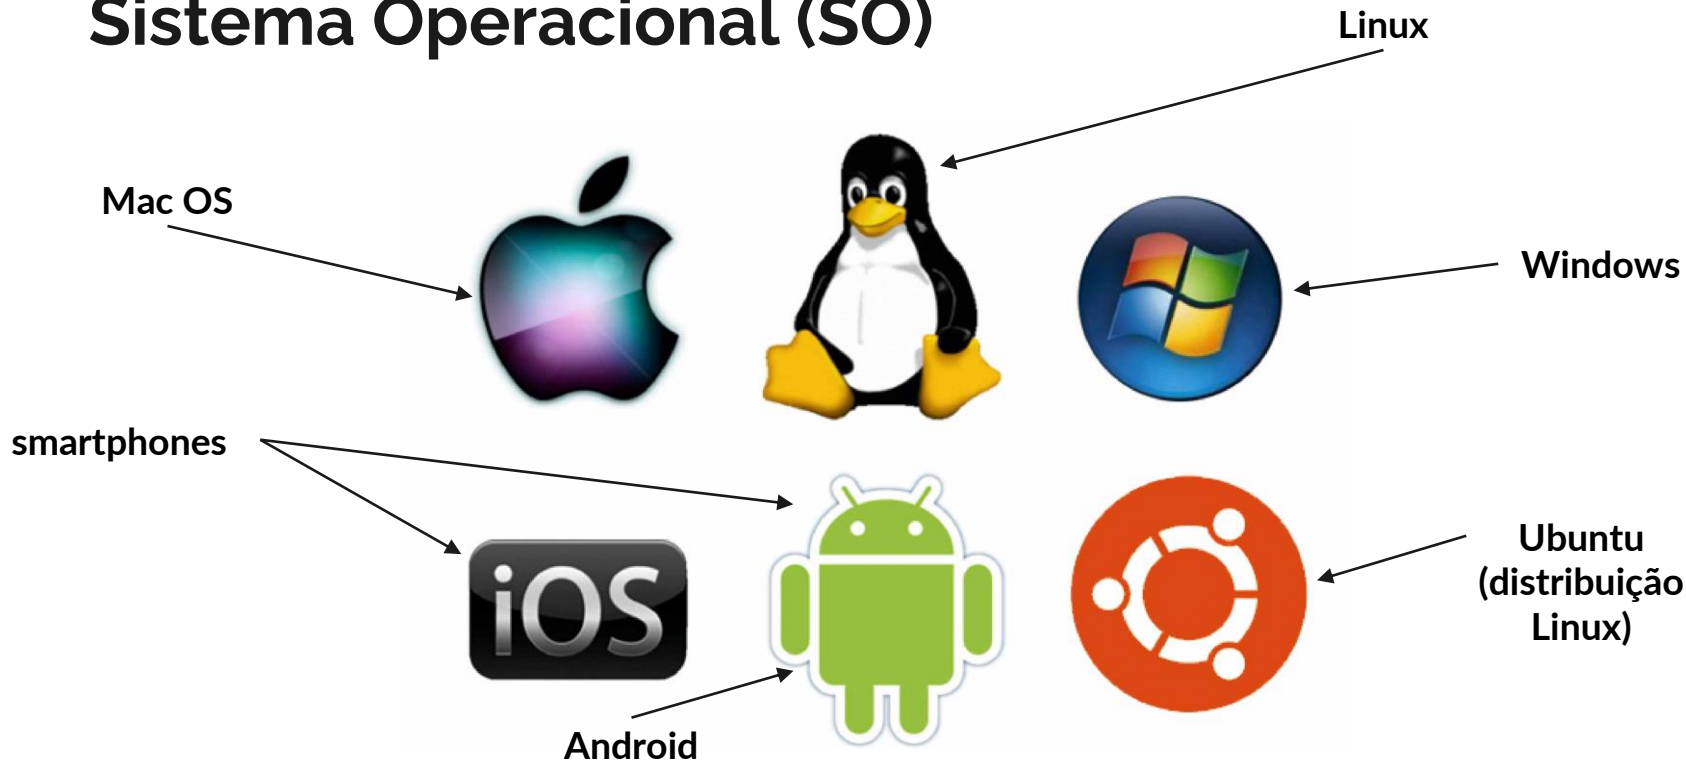 Sistema Operacional (SO)
Linux
Mac OS
Windows
smartphones
iOS
Ubuntu
(distribuição
Linux)
Android